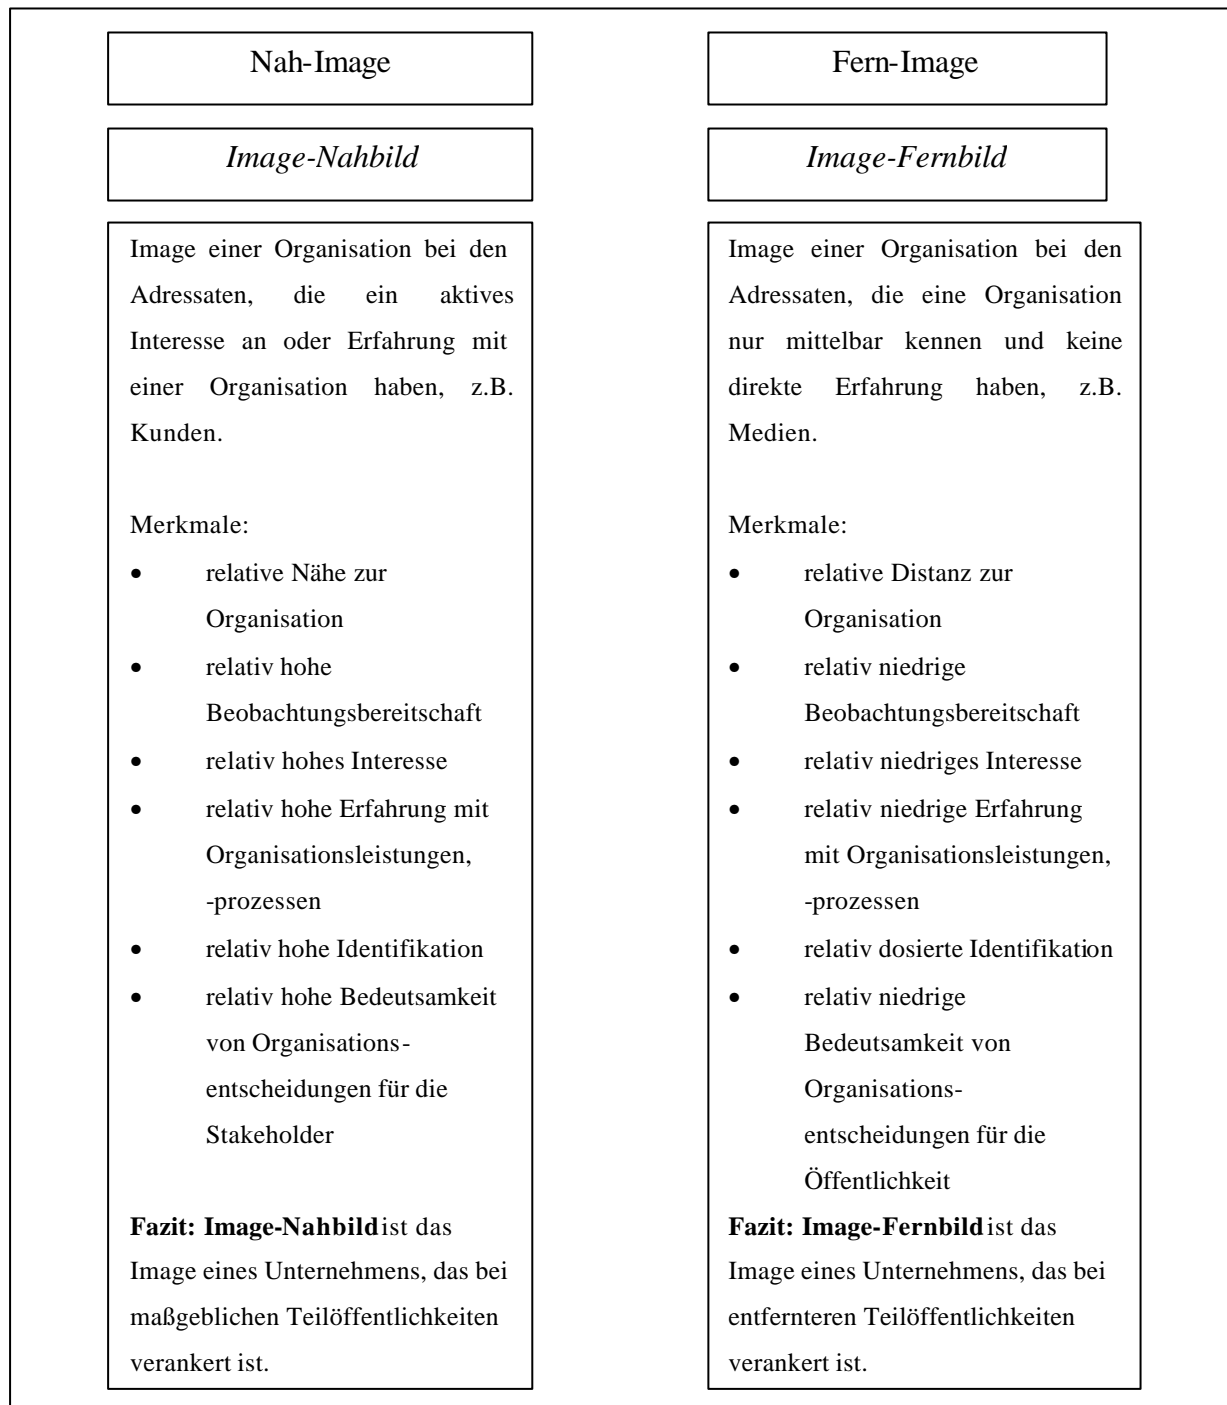 Nah-Image
Image-Nahbild
Image einer Organisation bei den
Adressaten, die ein aktives
Interesse an oder Erfahrung mit
einer Organisation haben, z.B.
Kunden.
Merkmale:
• relative Nähe zur
Organisation
• relativ hohe
Beobachtungsbereitschaft
• relativ hohes Interesse
• relativ hohe Erfahrung mit
Organisationsleistungen,
-prozessen
• relativ hohe Identifikation
• relativ hohe Bedeutsamkeit
von Organisations-
entscheidungen für die
Stakeholder
Fazit: Image-Nahbild ist das
Image eines Unternehmens, das bei
maßgeblichen Teilöffentlichkeiten
verankert ist.
Fern-Image
Image-Fernbild
Image einer Organisation bei den
Adressaten, die eine Organisation
nur mittelbar kennen und keine
direkte Erfahrung haben, z.B.
Medien.
Merkmale:
• relative Distanz zur
Organisation
• relativ niedrige
Beobachtungsbereitschaft
• relativ niedriges Interesse
• relativ niedrige Erfahrung
mit Organisationsleistungen,
-prozessen
• relativ dosierte Identifikation
• relativ niedrige
Bedeutsamkeit von
Organisations-
entscheidungen für die
Öffentlichkeit
Fazit: Image-Fernbild ist das
Image eines Unternehmens, das bei
entfernteren Teilöffentlichkeiten
verankert ist.